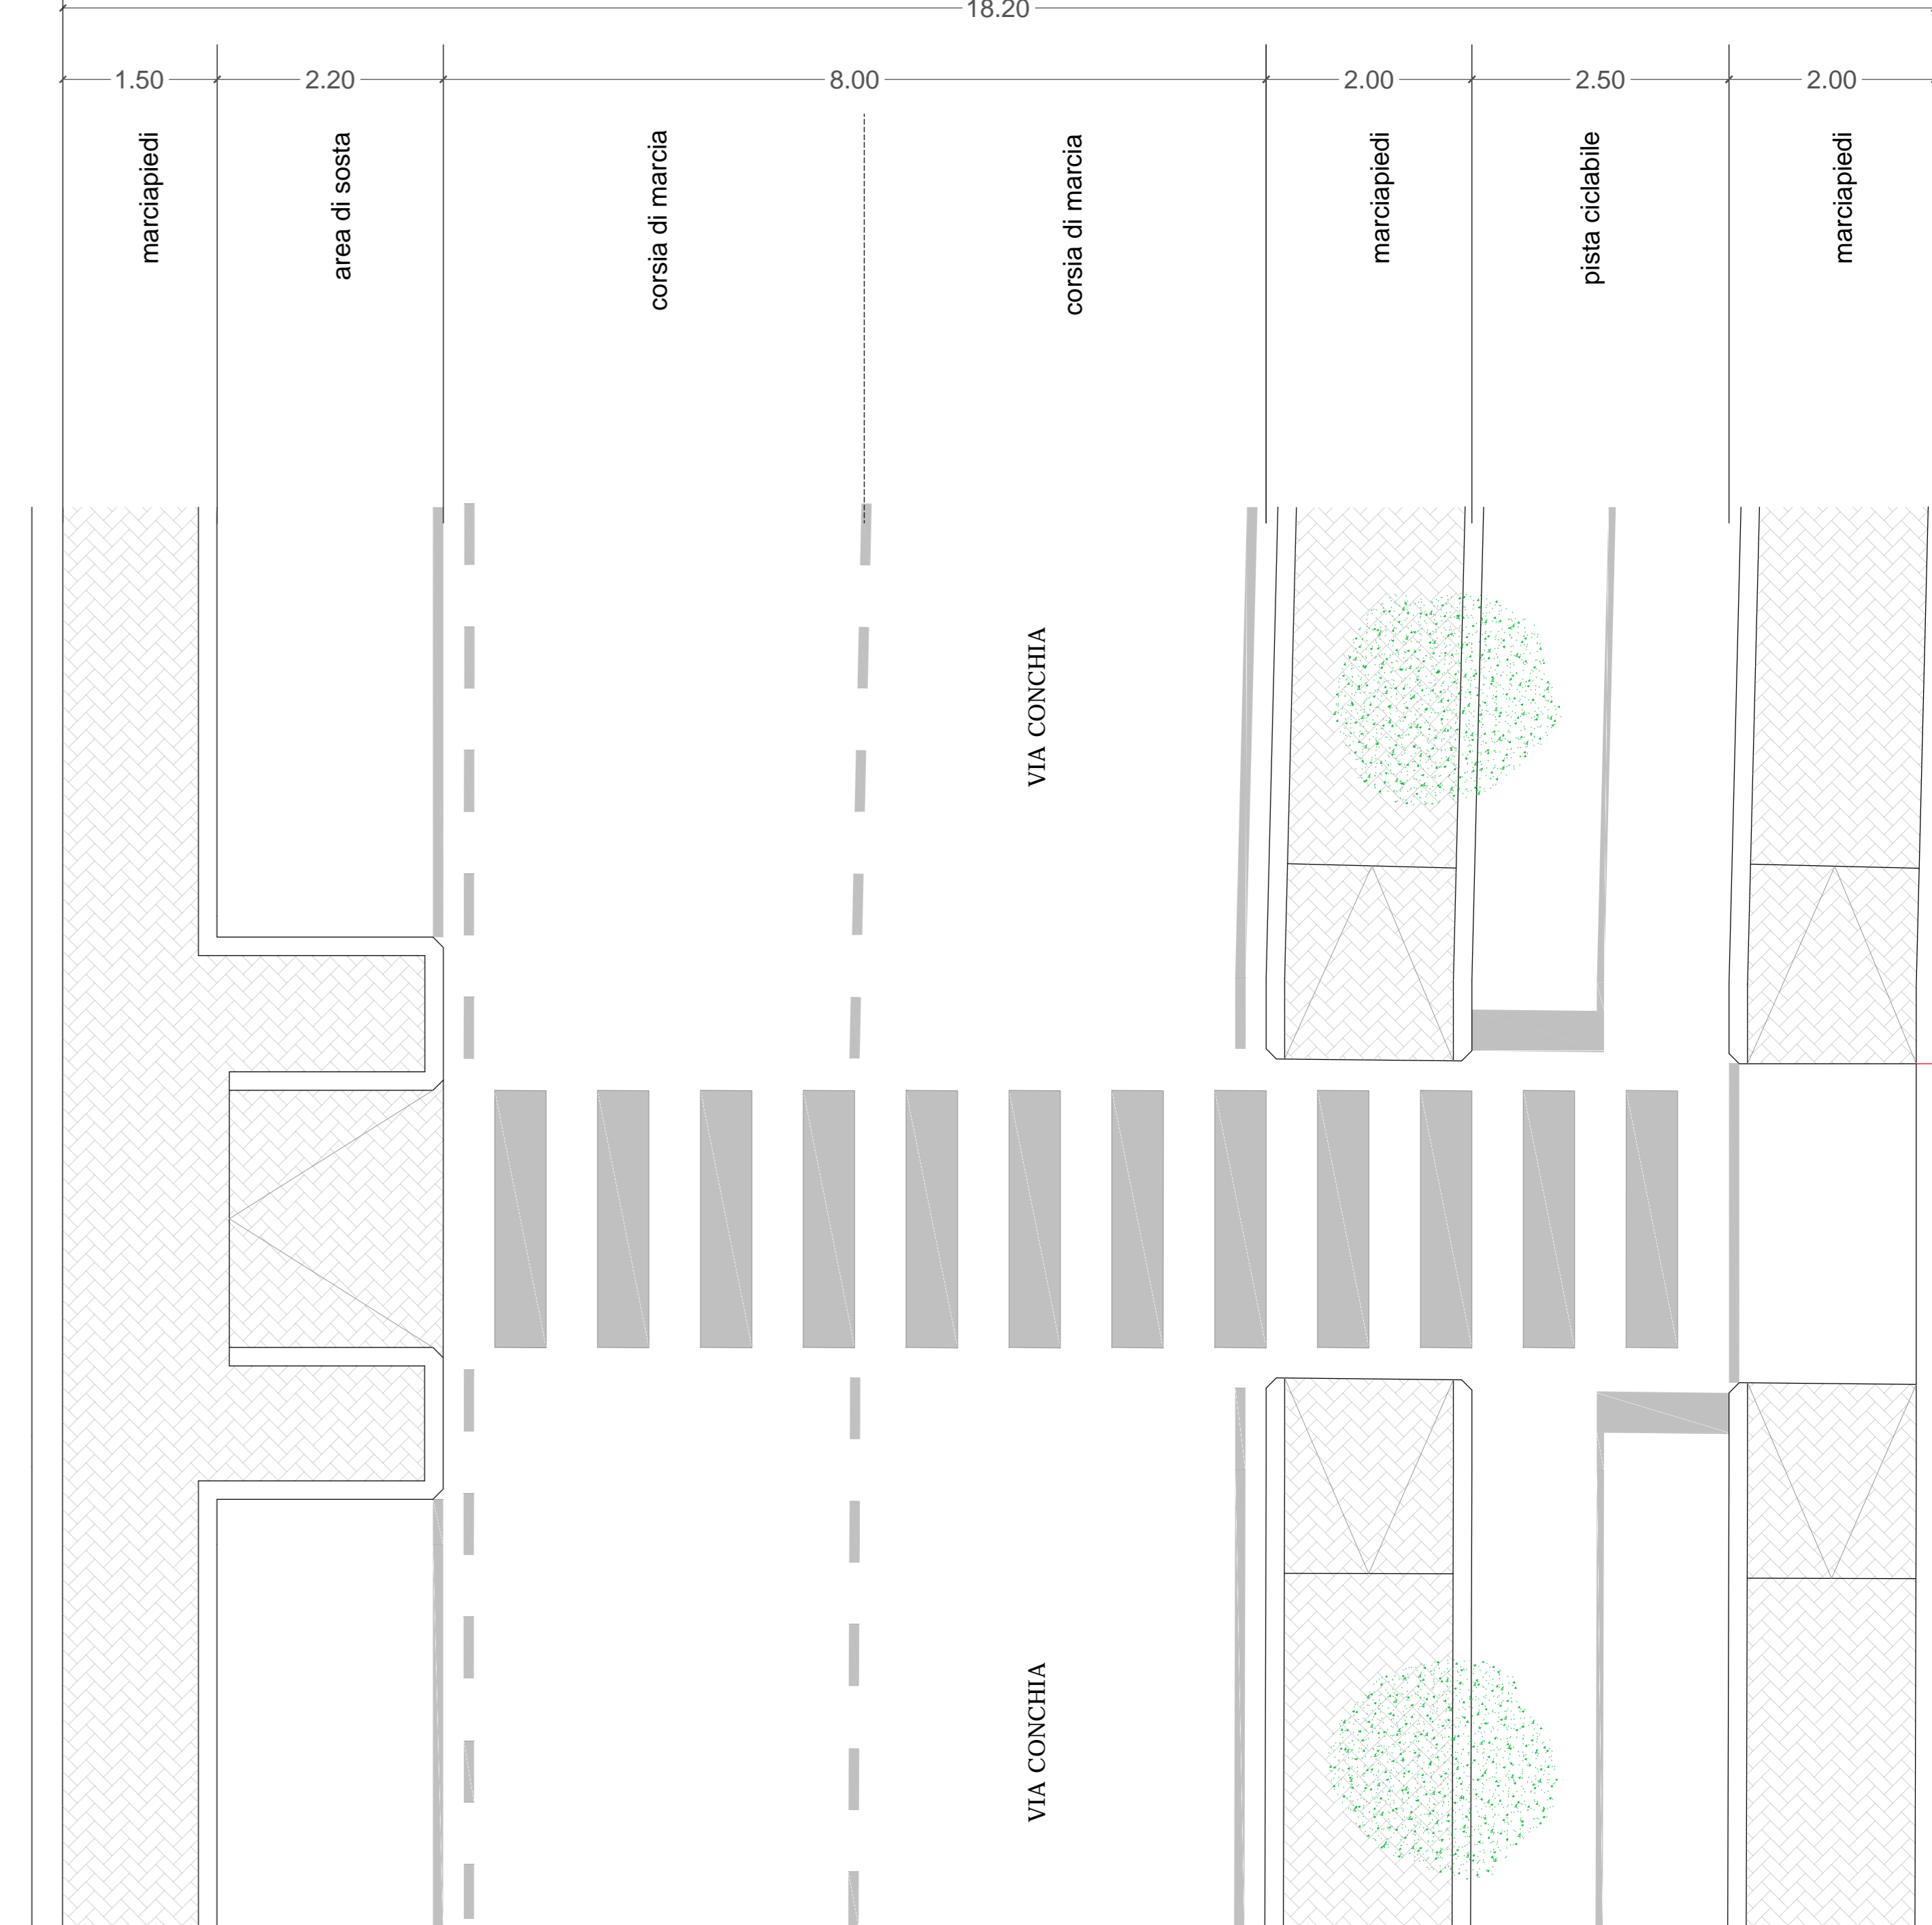 18.20
1.50 2.20 8.00 2.00 2.50 2.00
marciapiedi
area di sosta
corsia di marcia
corsia di marcia
marciapiedi
pista ciclabile
marciapiedi
VIA CONCHIA
VIA CONCHIA